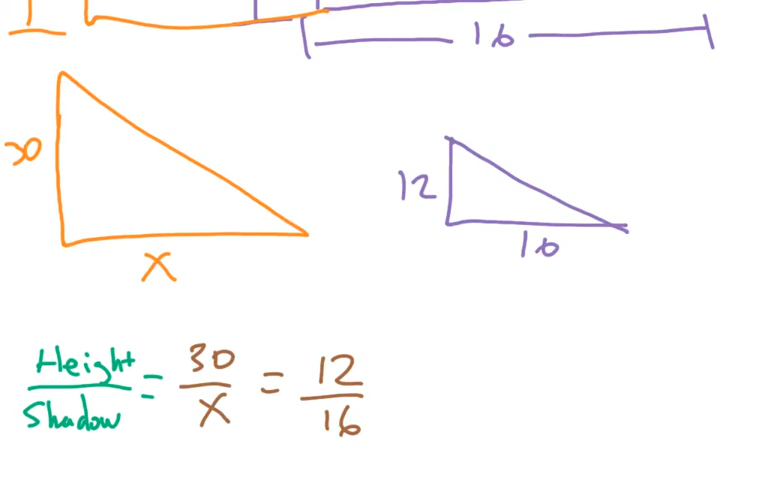 16
30
12
x
16
Height/Shadow = 30/x = 12/16